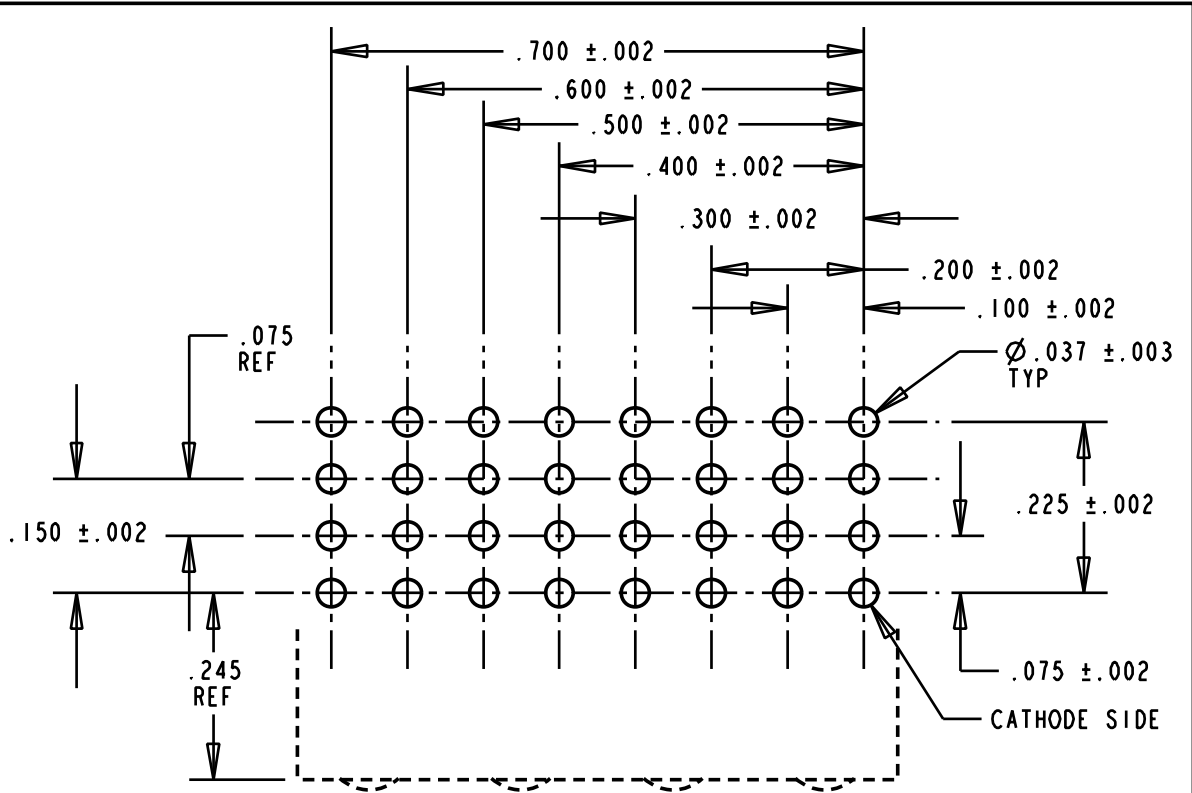 .700 ±.002
.600 ±.002
.500 ±.002
.400 ±.002
.300 ±.002
.200 ±.002
.100 ±.002
.075
REF
Ø.037 ±.003
TYP
.225 ±.002
.150 ±.002
.245
REF
.075 ±.002
CATHODE SIDE